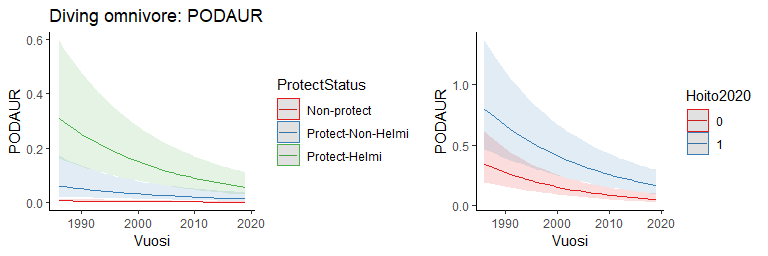 Diving omnivore: PODAUR
PODAUR
0.6
0.4
0.2
0.0
1990 2000 2010 2020
Vuosi
ProtectStatus
Non-protect
Protect-Non-Helmi
Protect-Helmi
PODAUR
1.0
0.5
0.0
1990 2000 2010 2020
Vuosi
Hoito2020
0
1